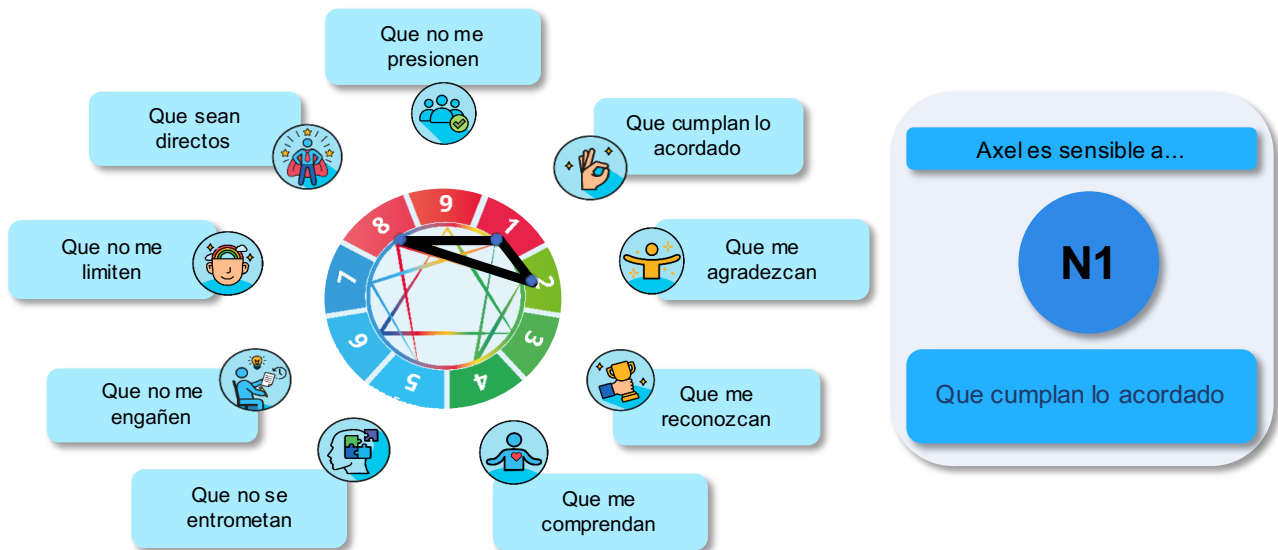 Que no me
presionen
Que sean
directos
Que cumplan lo
acordado
Que no me
limiten
Que me
agradezcan
Que no me
engañen
Que me
reconozcan
Que no se
entrometan
Que me
comprendan
9
8
1
7
2
6
3
5
4
Axel es sensible a...
N1
Que cumplan lo acordado